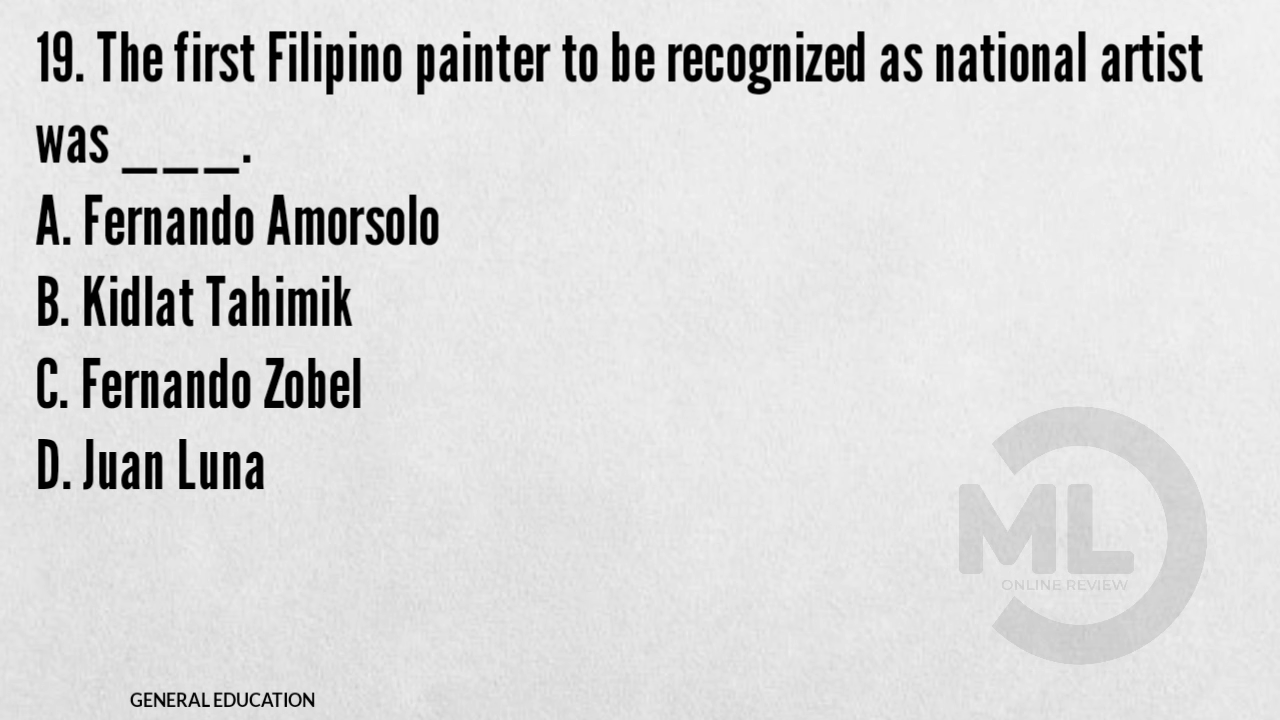 19. The first Filipino painter to be recognized as national artist
was ___.
A. Fernando Amorsolo
B. Kidlat Tahimik
C. Fernando Zobel
D. Juan Luna
ML
ONLINE REVIEW
GENERAL EDUCATION